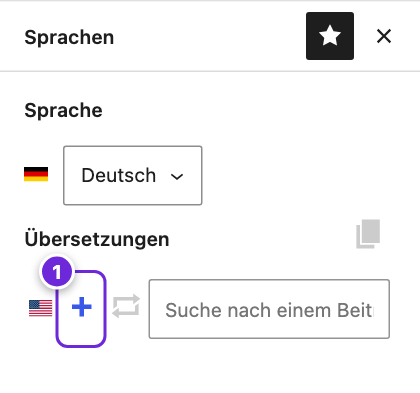 Sprachen
Sprache
Deutsch
Übersetzungen
1
Suche nach einem Beit